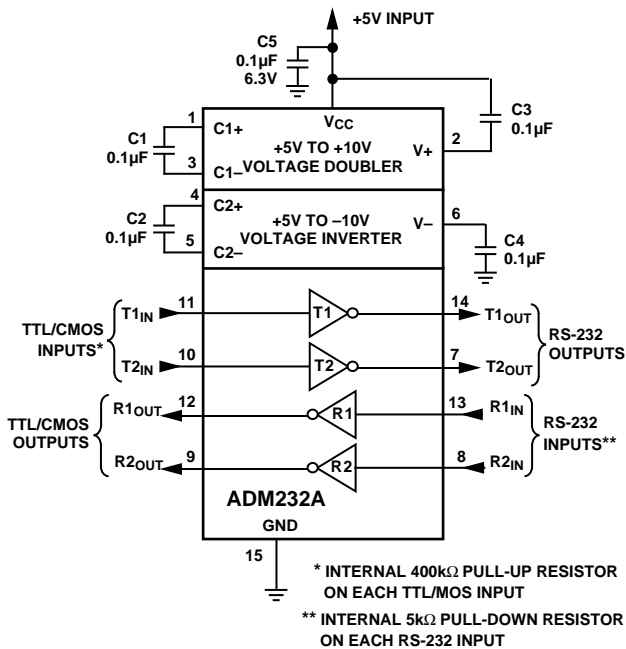 +5V INPUT
C5
0.1µF
6.3V
VCC
C3
0.1µF
1
C1+
C1
0.1µF
3
C1–
+5V TO +10V
VOLTAGE DOUBLER
V+
2
4
C2+
C2
0.1µF
5
C2–
+5V TO –10V
VOLTAGE INVERTER
V–
6
C4
0.1µF
TTL/CMOS
INPUTS*
T1IN
11
T1
14
T1OUT
T2IN
10
T2
7
T2OUT
RS-232
OUTPUTS
TTL/CMOS
OUTPUTS
R1OUT
12
R1
13
R1IN
R2OUT
9
R2
8
R2IN
RS-232
INPUTS**
ADM232A
GND
15
* INTERNAL 400kΩ PULL-UP RESISTOR
ON EACH TTL/MOS INPUT
** INTERNAL 5kΩ PULL-DOWN RESISTOR
ON EACH RS-232 INPUT